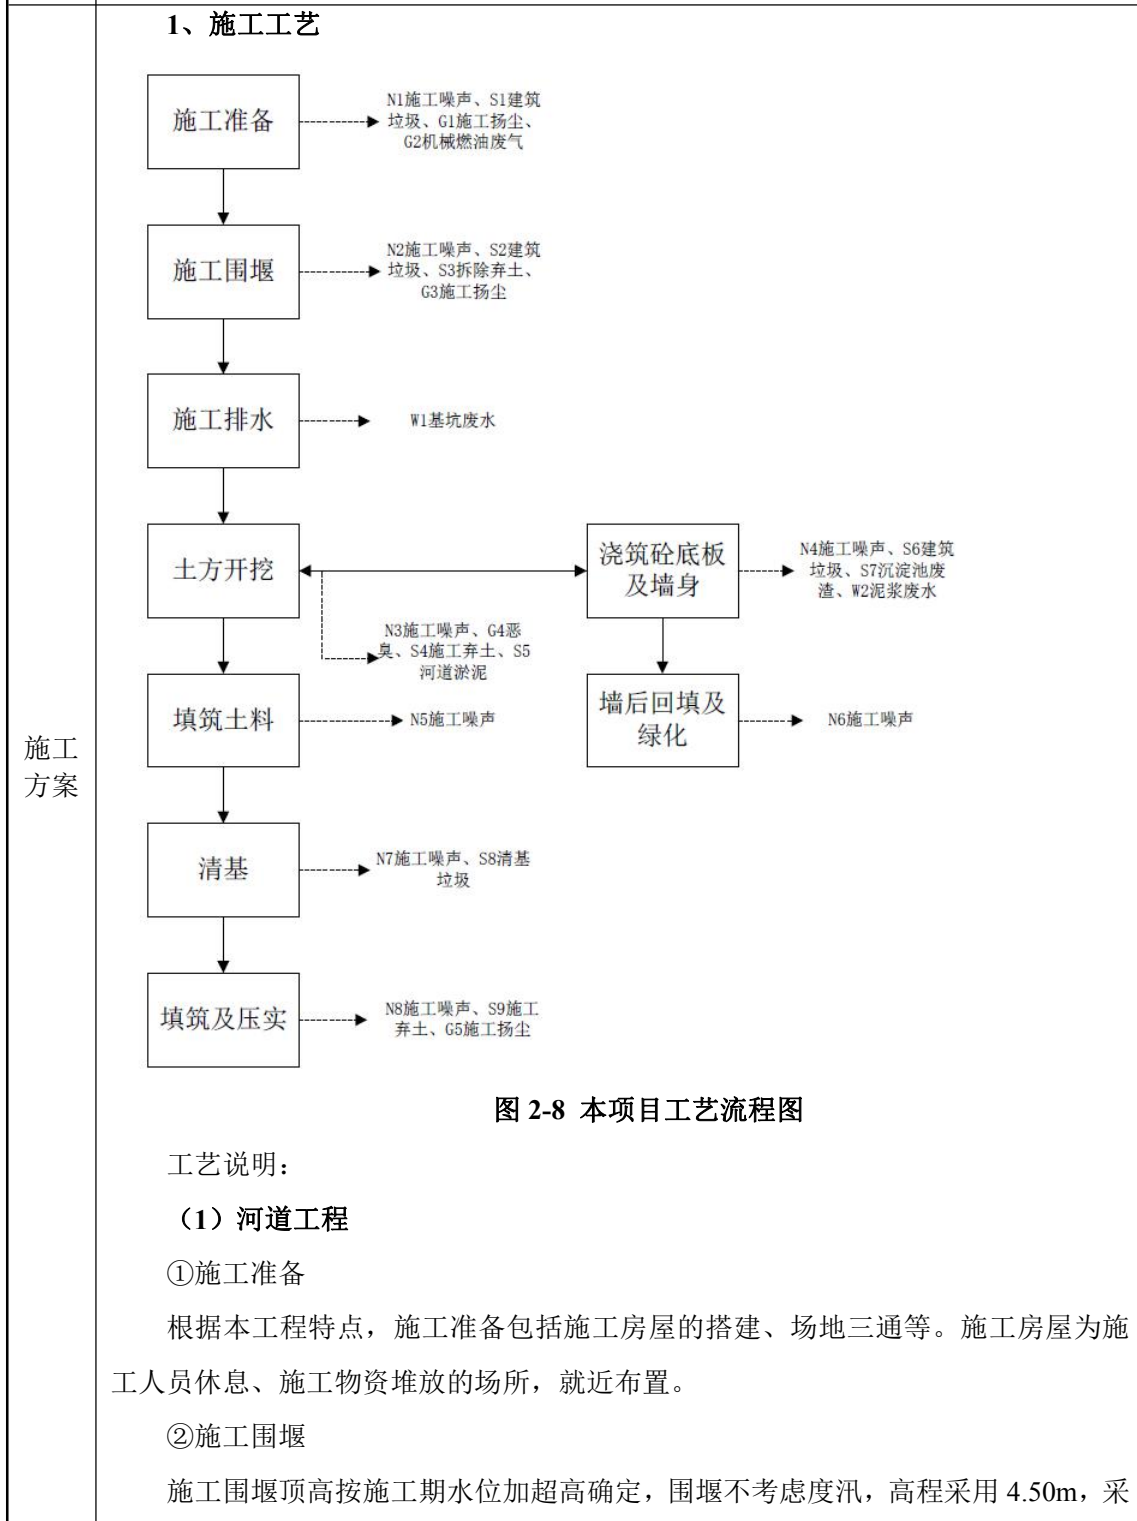 1、施工工艺
施工准备
N1施工噪声、S1建筑
垃圾、G1施工扬尘、
G2机械燃油废气
施工围堰
N2施工噪声、S2建筑
垃圾、S3拆除弃土、
G3施工扬尘
施工排水
W1基坑废水
土方开挖
浇筑砼底板
及墙身
N4施工噪声、S6建筑
垃圾、S7沉淀池废
渣、W2泥浆废水
N3施工噪声、G4恶
臭、S4施工弃土、S5
河道淤泥
填筑土料
N5施工噪声
墙后回填及
绿化
N6施工噪声
施工
方案
清基
N7施工噪声、S8清基
垃圾
填筑及压实
N8施工噪声、S9施工
弃土、G5施工扬尘
图 2-8 本项目工艺流程图
工艺说明：
（1）河道工程
①施工准备
根据本工程特点，施工准备包括施工房屋的搭建、场地三通等。施工房屋为施
工人员休息、施工物资堆放的场所，就近布置。
②施工围堰
施工围堰顶高按施工期水位加超高确定，围堰不考虑度汛，高程采用 4.50m，采